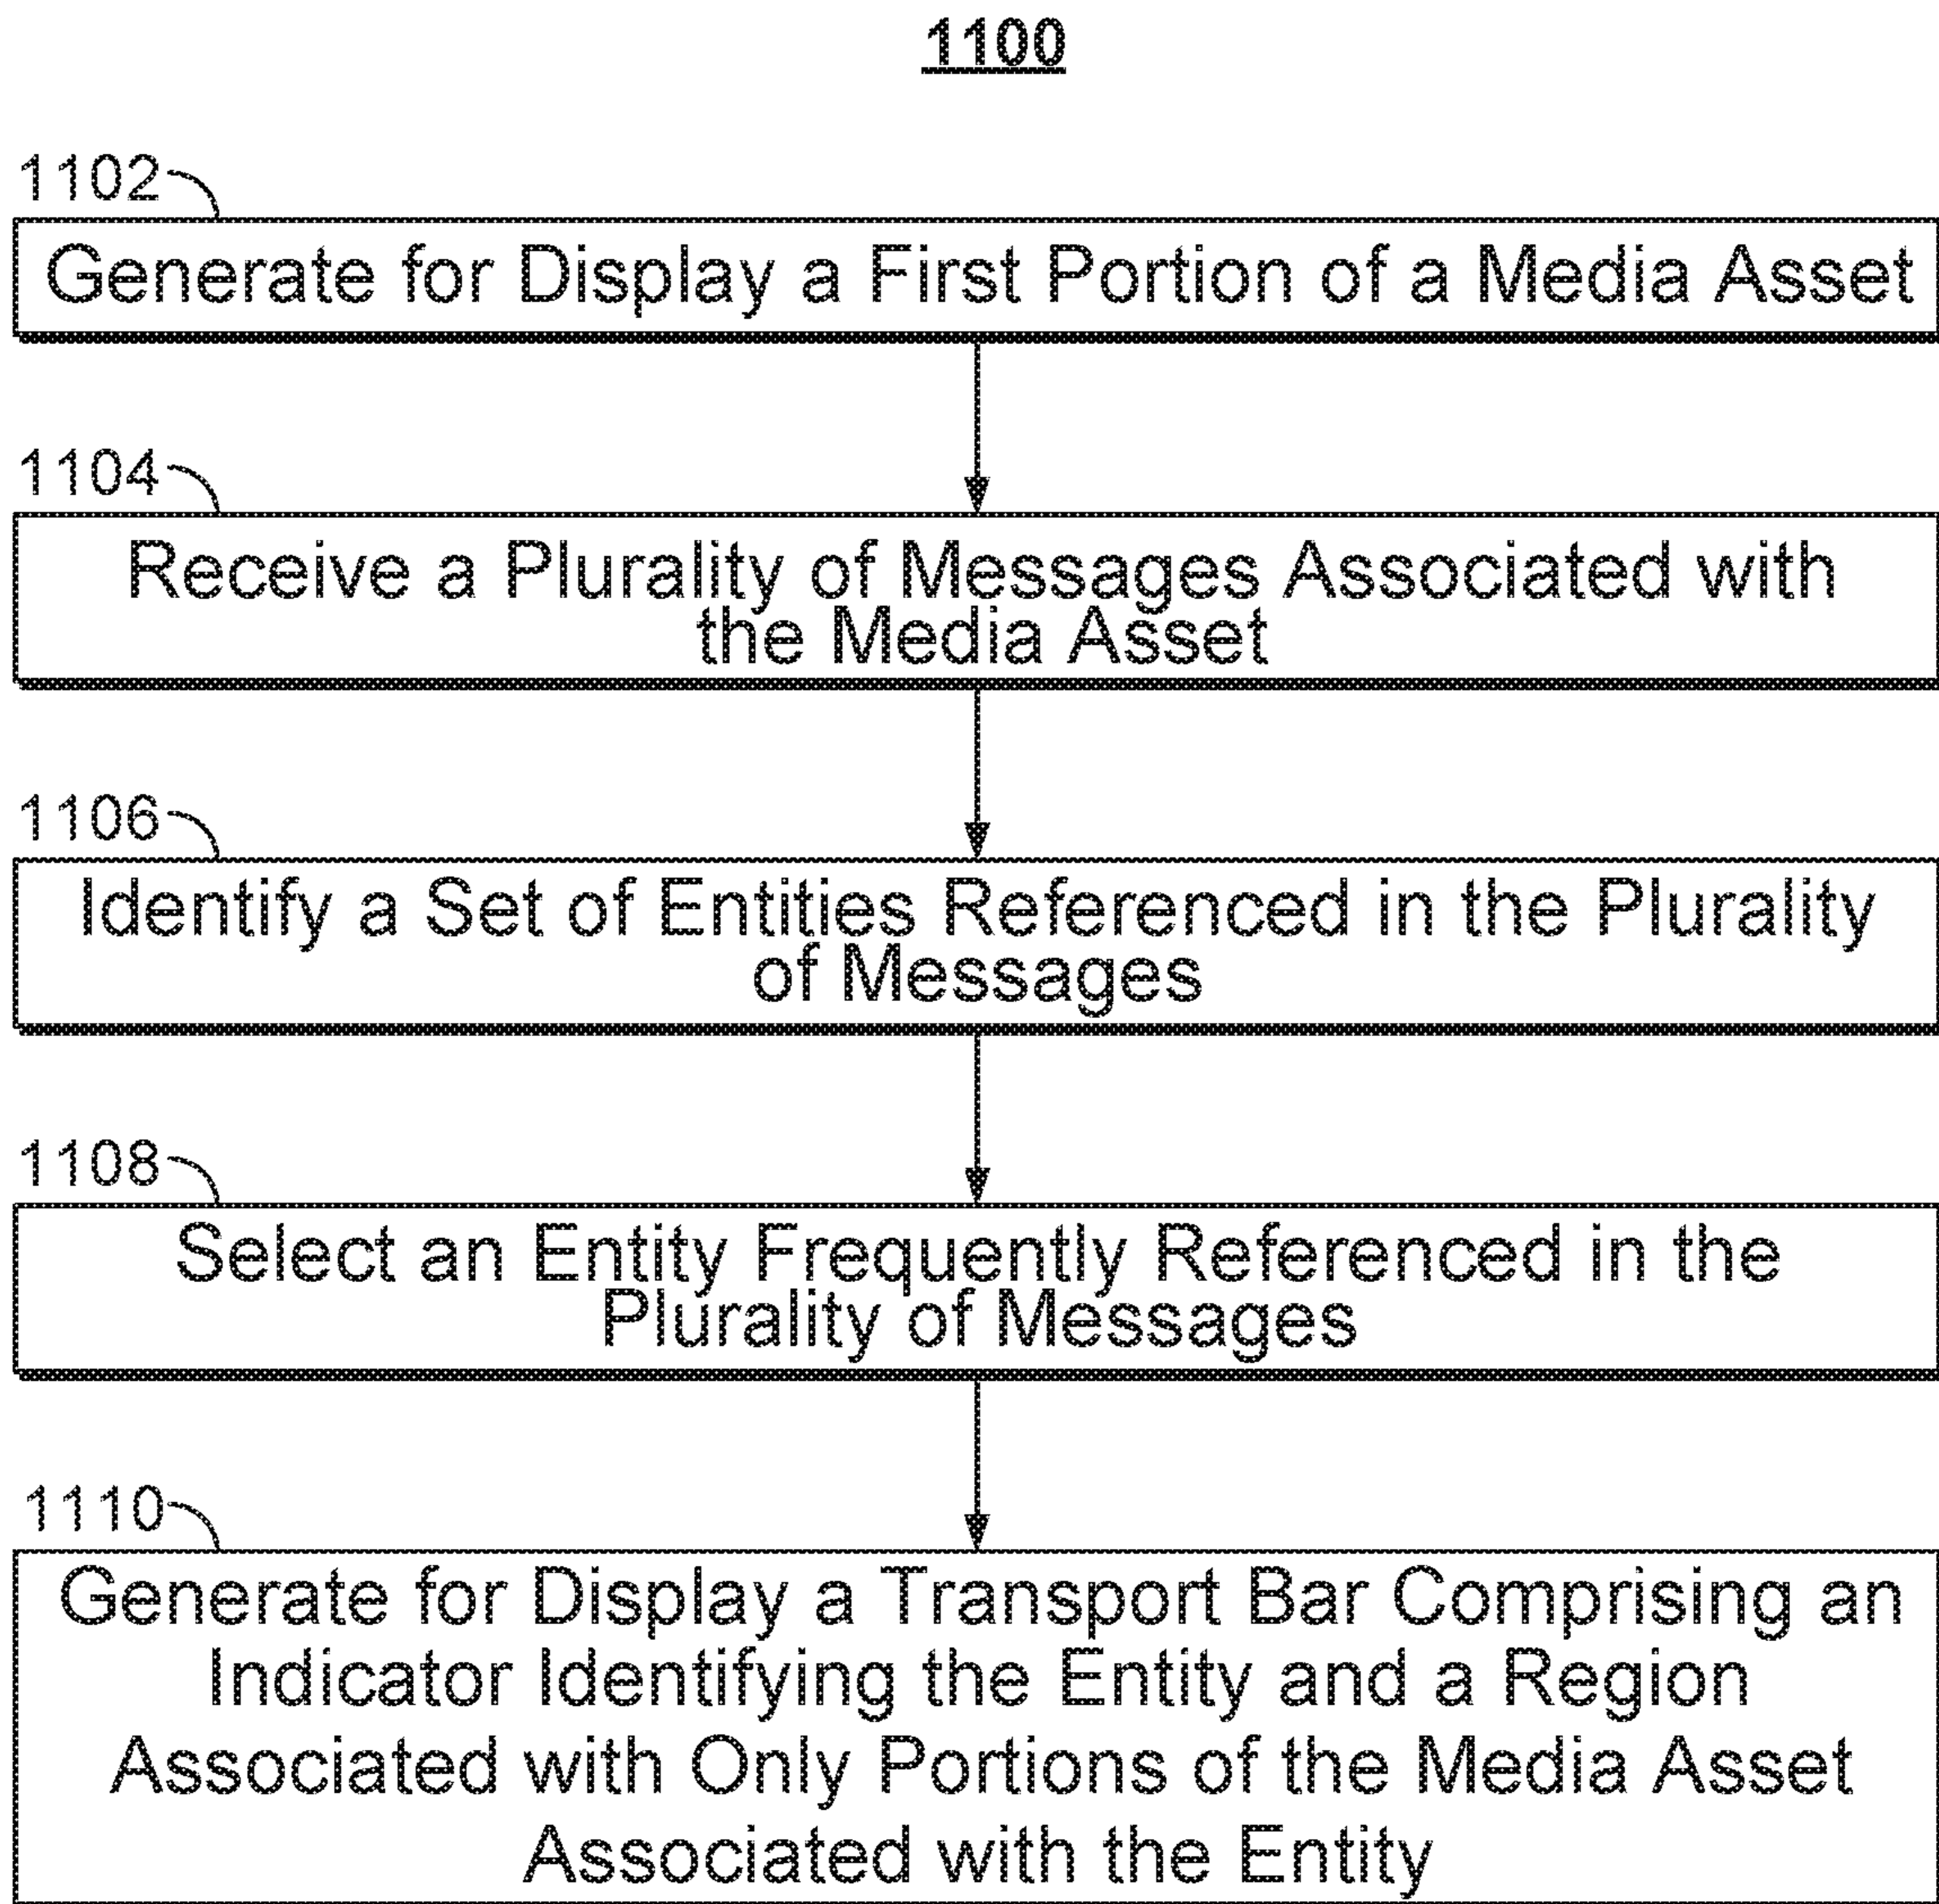 1100
1102
Generate for Display a First Portion of a Media Asset
1104
Receive a Plurality of Messages Associated with
the Media Asset
1106
Identify a Set of Entities Referenced in the Plurality
of Messages
1108
Select an Entity Frequently Referenced in the
Plurality of Messages
1110
Generate for Display a Transport Bar Comprising an
Indicator Identifying the Entity and a Region
Associated with Only Portions of the Media Asset
Associated with the Entity